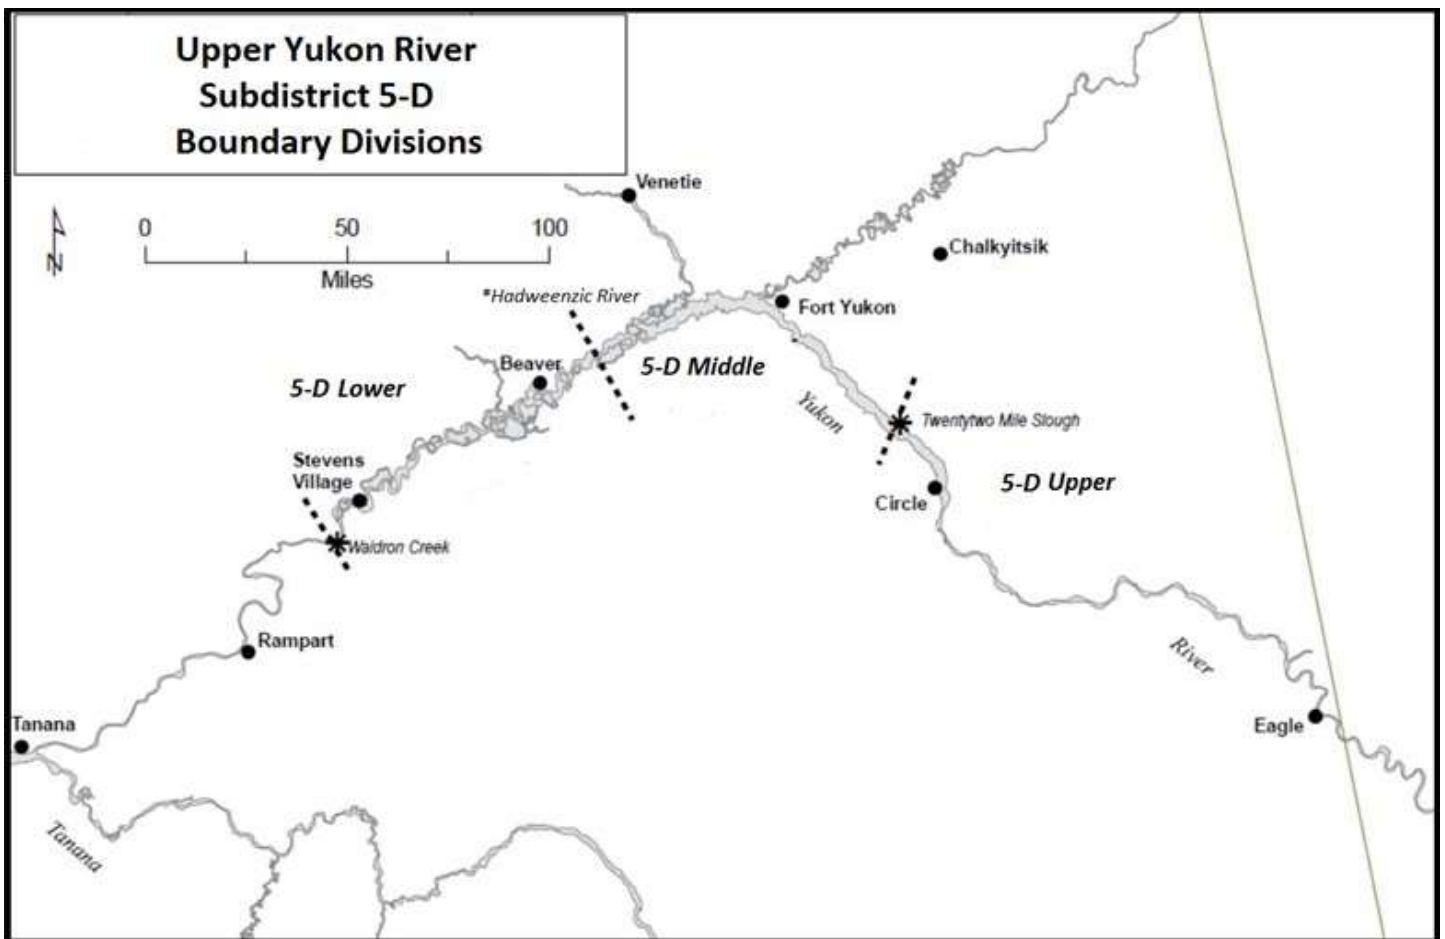 Upper Yukon River
Subdistrict 5-D
Boundary Divisions
Venetie
0 50 100
Miles
N
Chalkyitsik
*Hadweenzic River
Fort Yukon
Beaver
5-D Middle
5-D Lower
Yukon
Twentytwo Mile Slough
Stevens
Village
5-D Upper
Circle
Waldron Creek
Rampart
River
Tanana
Eagle
Tanana